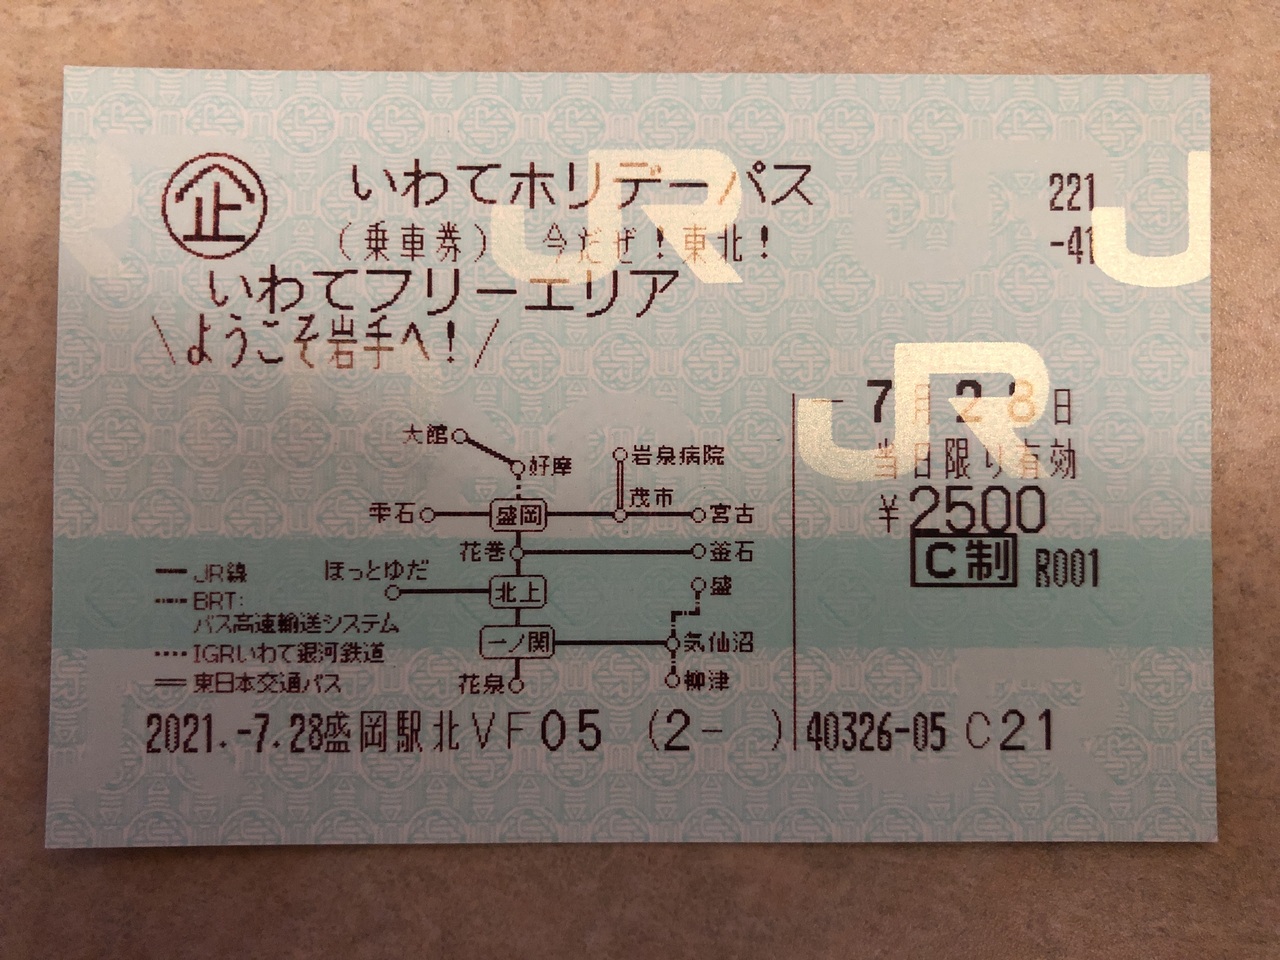 企 いわてホリデーパス 221
(乗車券) 今だぜ!東北! -41
いわてフリーエリア
\ようこそ岩手へ!/
7月28日
当日限り有効
¥2500
C制 R001
大館 好摩 岩泉病院
茂市
雫石 盛岡 宮古
花巻 釜石
ほっとゆだ 北上 盛
一ノ関 気仙沼
花泉 柳津
JR線
BRT:
バス高速輸送システム
IGRいわて銀河鉄道
東日本交通バス
2021.-7.28盛岡駅北VF05 (2- ) 40326-05 C21
JR
JR